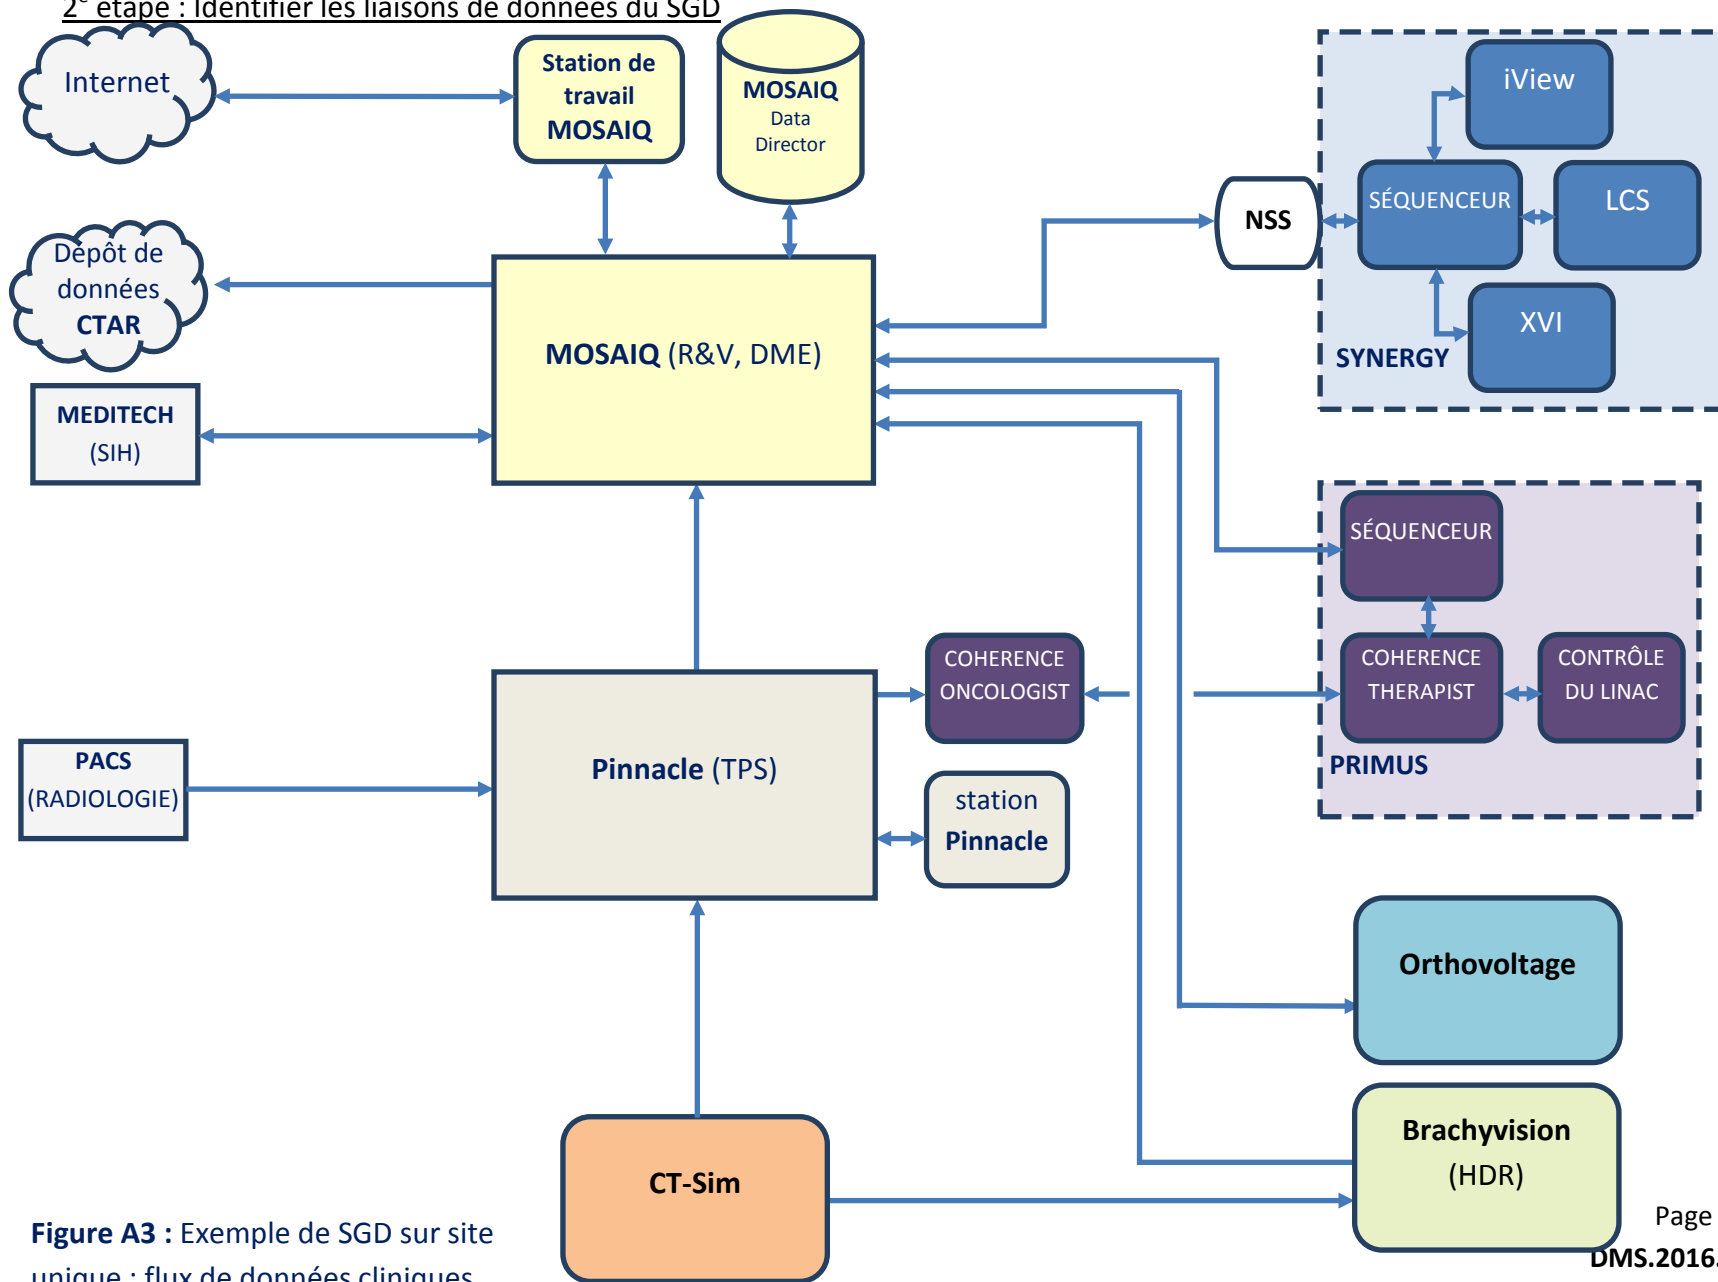 2e étape : Identifier les liaisons de données du SGD
Internet
Station de
travail
MOSAIQ
MOSAIQ
Data
Director
iView
SÉQUENCEUR
LCS
NSS
XVI
SYNERGY
Dépôt de
données
CTAR
MOSAIQ (R&V, DME)
MEDITECH
(SIH)
SÉQUENCEUR
COHERENCE
ONCOLOGIST
COHERENCE
THERAPIST
CONTRÔLE
DU LINAC
PRIMUS
PACS
(RADIOLOGIE)
Pinnacle (TPS)
station
Pinnacle
Orthovoltage
Brachyvision
(HDR)
CT-Sim
Figure A3 : Exemple de SGD sur site
unique : flux de données cliniques
Page
DMS.2016.